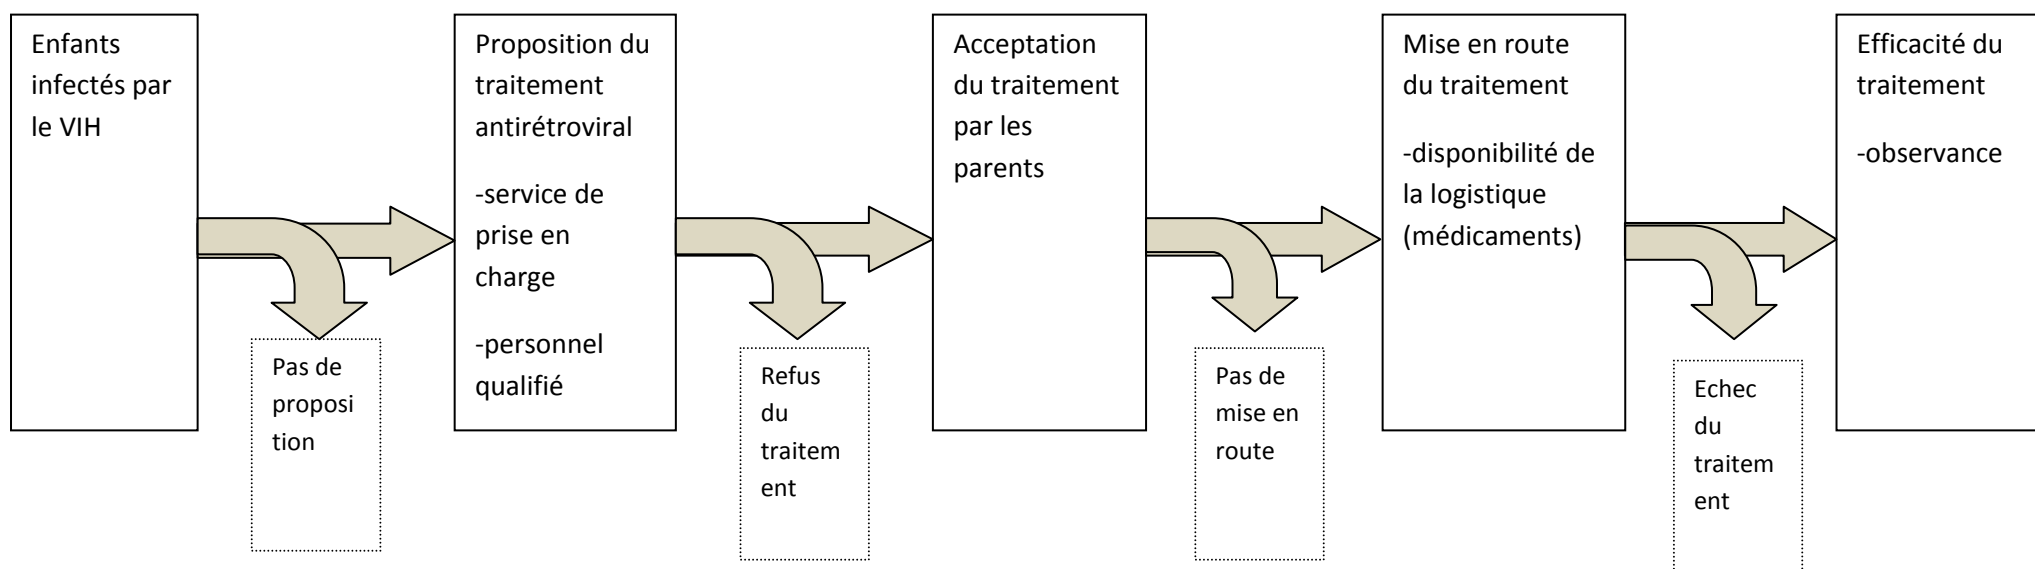 Enfants
infectés par
le VIH
Proposition du
traitement
antirétroviral
-service de
prise en
charge
-personnel
qualifié
Acceptation
du traitement
par les
parents
Mise en route
du traitement
-disponibilité de
la logistique
(médicaments)
Efficacité du
traitement
-observance
Pas de
proposi
tion
Refus
du
traitem
ent
Pas de
mise en
route
Echec
du
traitem
ent